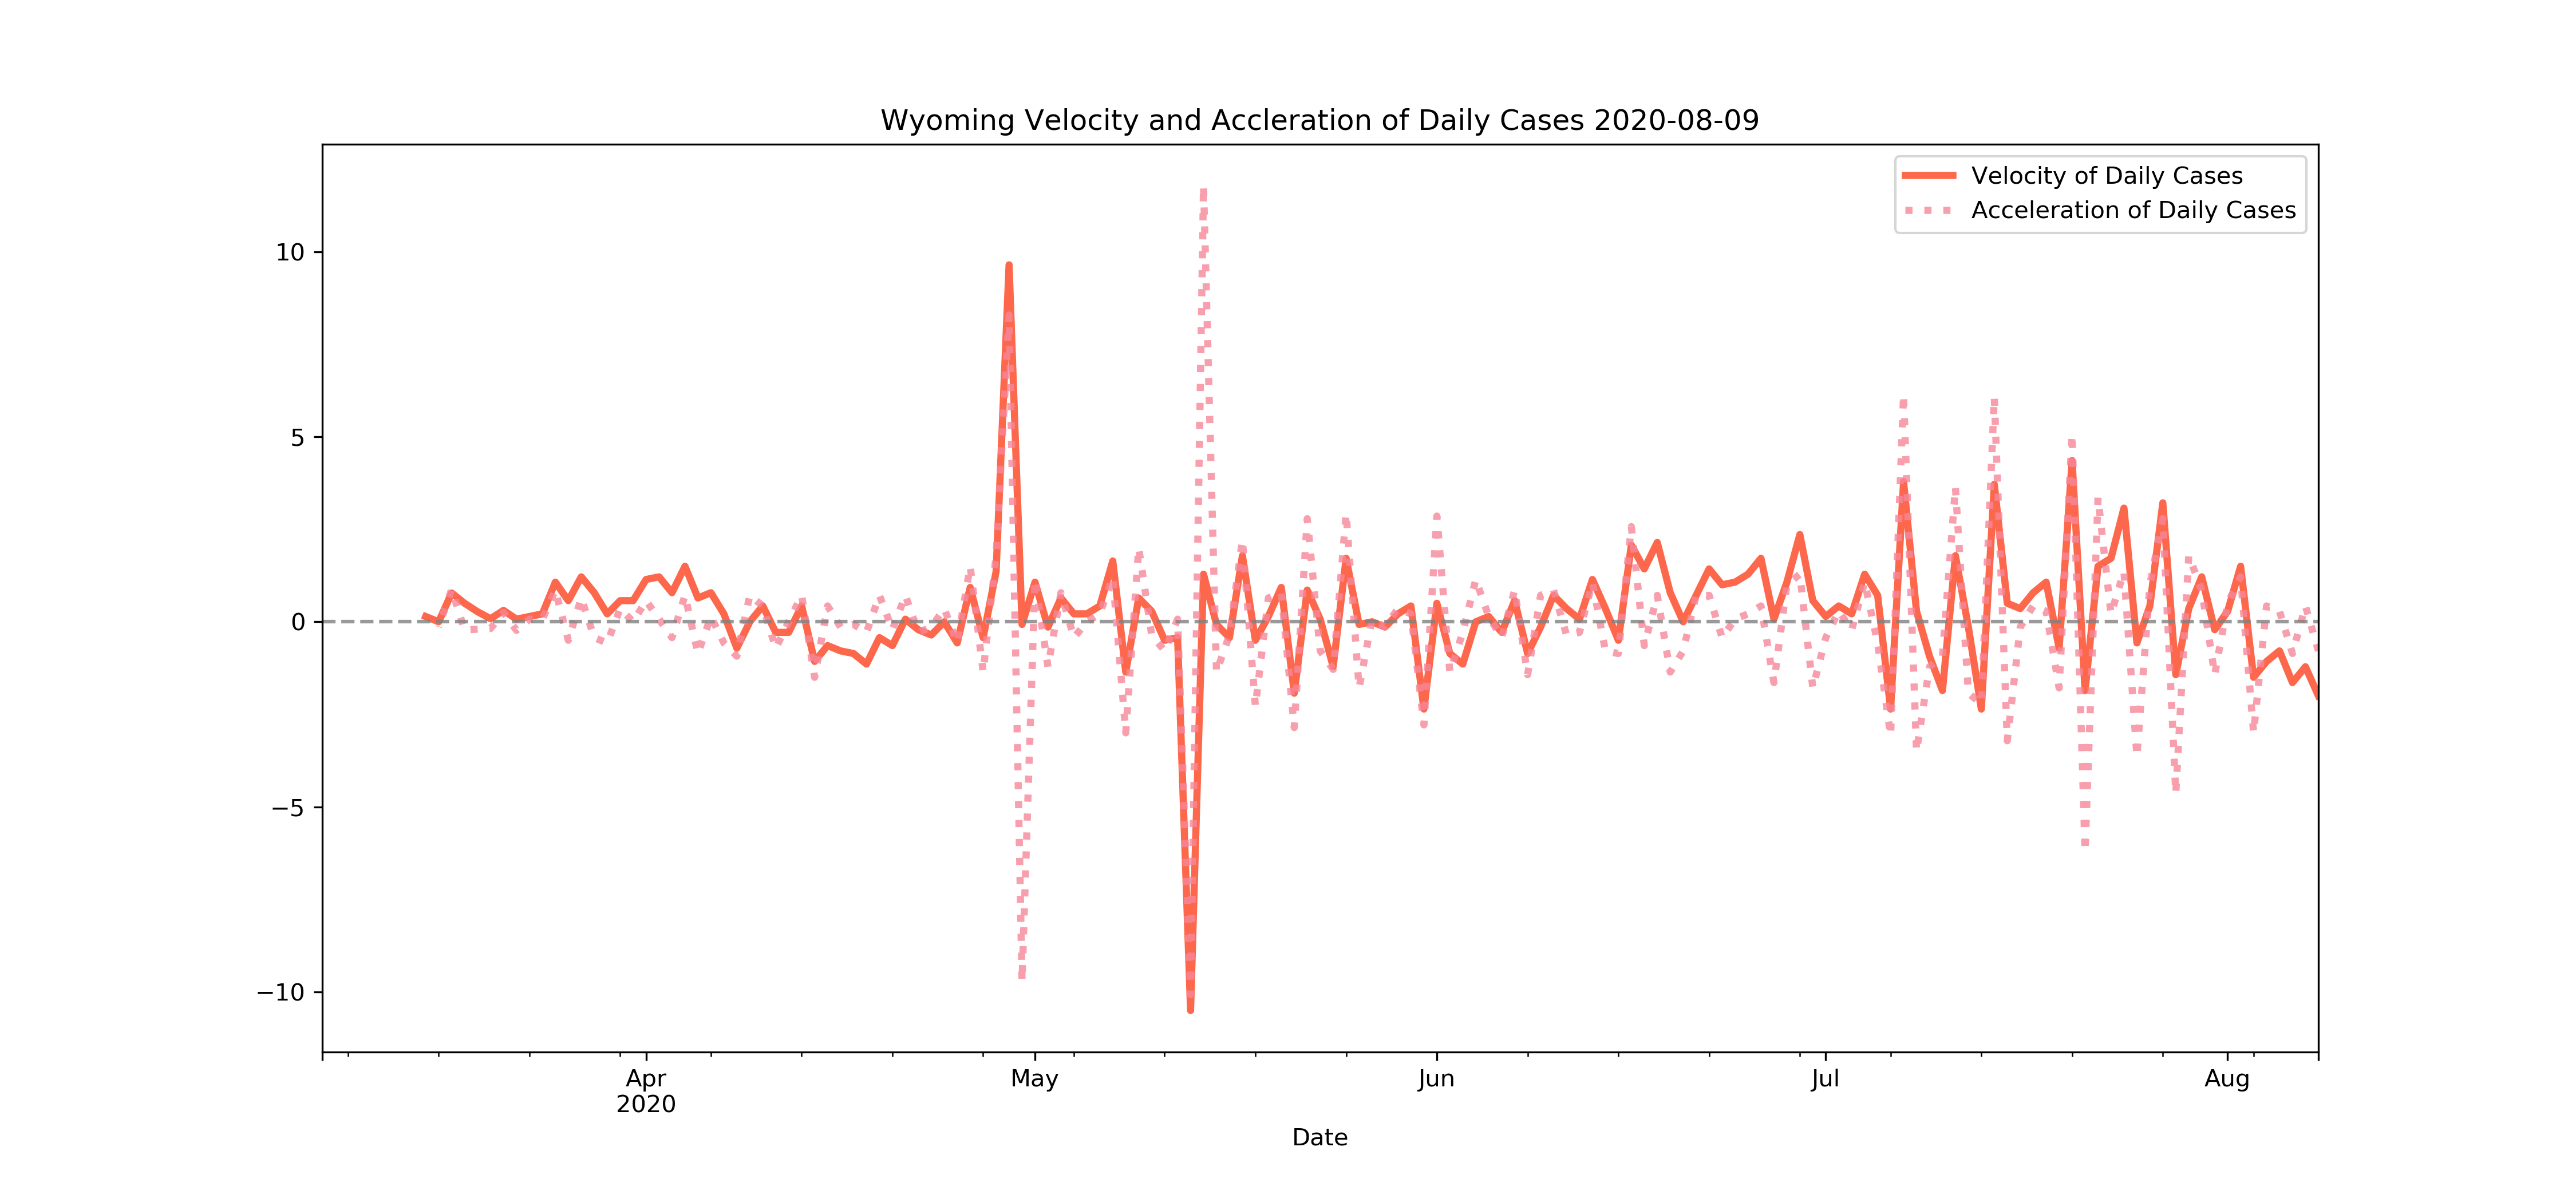 Wyoming Velocity and Accleration of Daily Cases 2020-08-09
Velocity of Daily Cases
Acceleration of Daily Cases
10
5
0
−5
−10
Apr
2020
May
Jun
Jul
Aug
Date